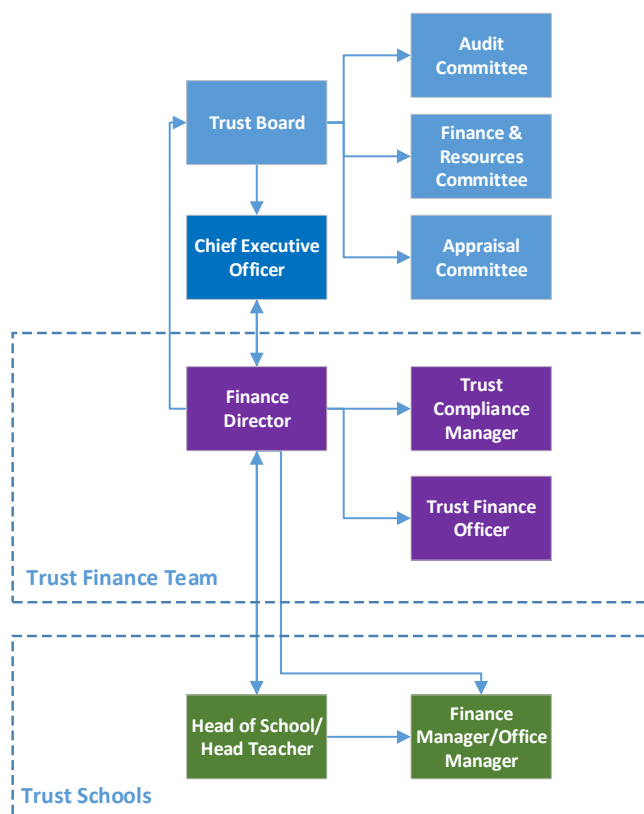 Audit
Committee
Trust Board
Finance &
Resources
Committee
Chief Executive
Officer
Appraisal
Committee
Finance
Director
Trust
Compliance
Manager
Trust Finance
Officer
Trust Finance Team
Head of School/
Head Teacher
Finance
Manager/Office
Manager
Trust Schools